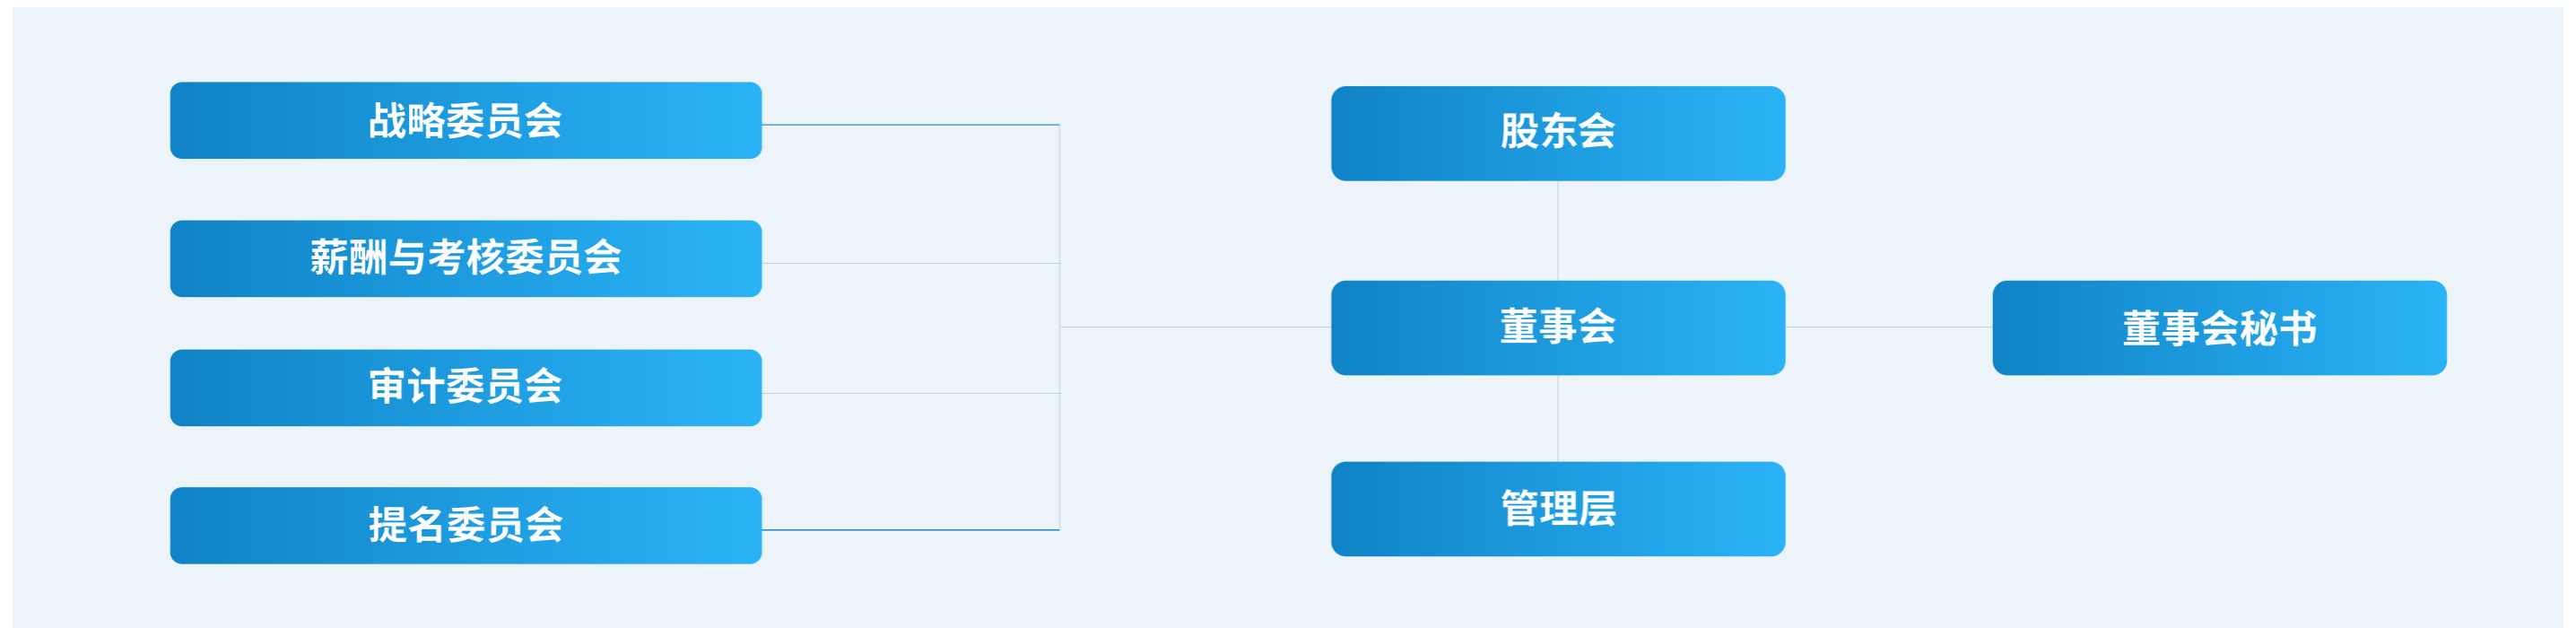 战略委员会
薪酬与考核委员会
审计委员会
提名委员会
股东会
董事会
管理层
董事会秘书